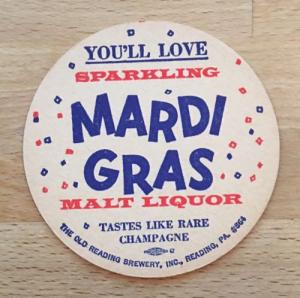 YOU'LL LOVE
SPARKLING
MARDI
GRAS
MALT LIQUOR
TASTES LIKE RARE
CHAMPAGNE
THE OLD READING BREWERY, INC., READING, PA. 8864